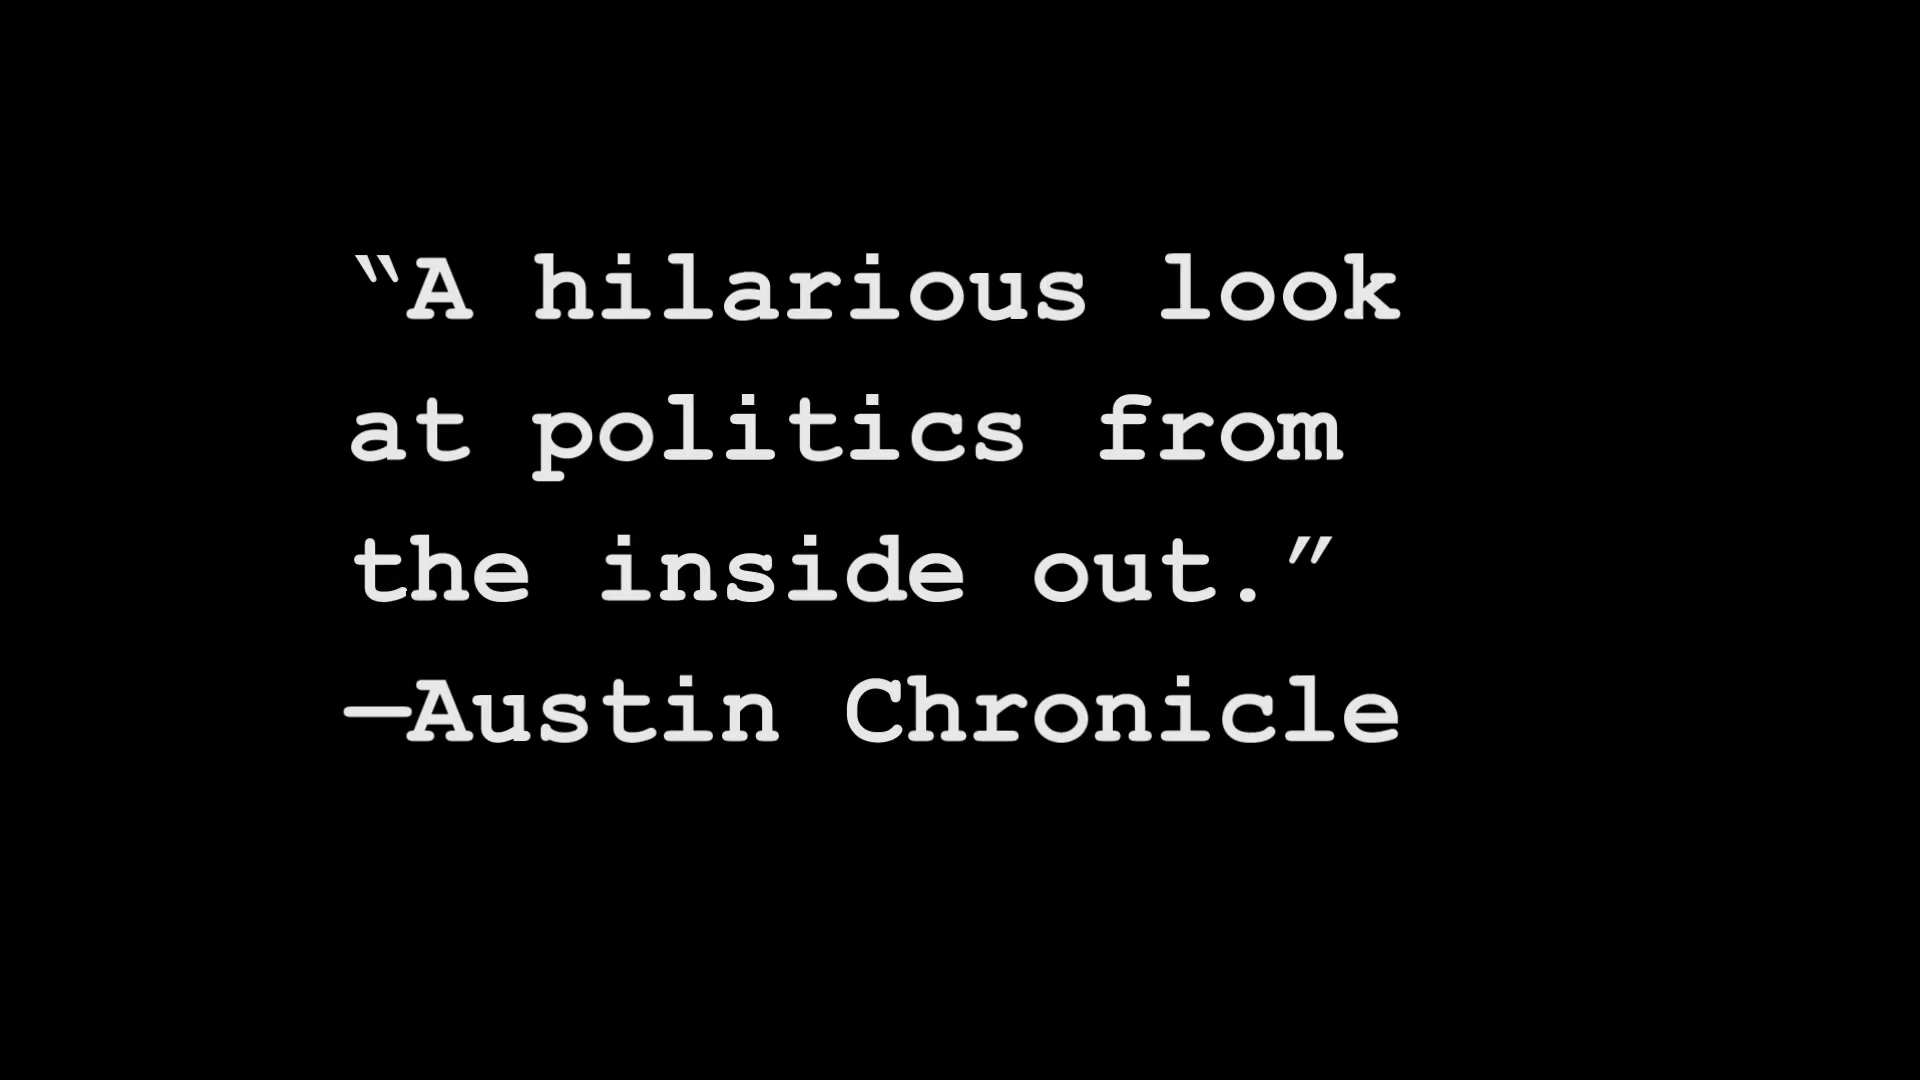 “A hilarious look
at politics from
the inside out.”
—Austin Chronicle